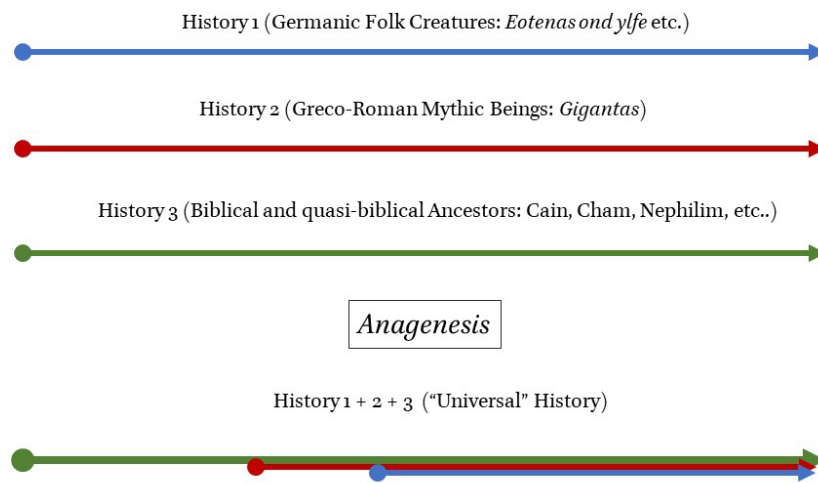 History 1 (Germanic Folk Creatures: Eotenas ond ylfe etc.)
History 2 (Greco-Roman Mythic Beings: Gigantas)
History 3 (Biblical and quasi-biblical Ancestors: Cain, Cham, Nephilim, etc..)
Anagenesis
History 1 + 2 + 3 (“Universal” History)